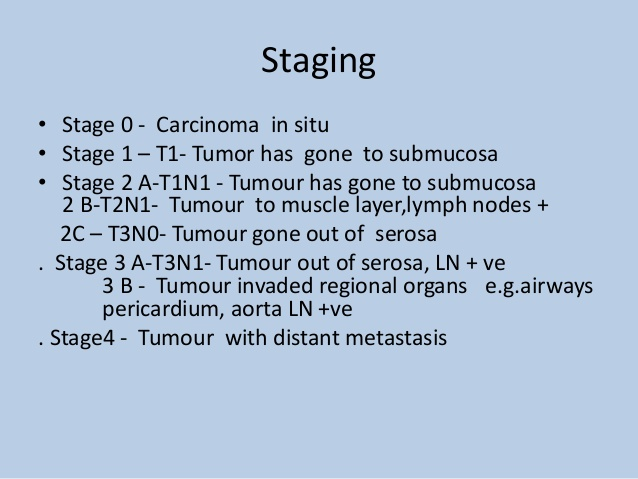 Staging
• Stage 0 - Carcinoma in situ
• Stage 1 – T1- Tumor has gone to submucosa
• Stage 2 A-T1N1 - Tumour has gone to submucosa
2 B-T2N1- Tumour to muscle layer,lymph nodes +
2C – T3N0- Tumour gone out of serosa
. Stage 3 A-T3N1- Tumour out of serosa, LN + ve
3 B - Tumour invaded regional organs e.g.airways
pericardium, aorta LN +ve
. Stage4 - Tumour with distant metastasis